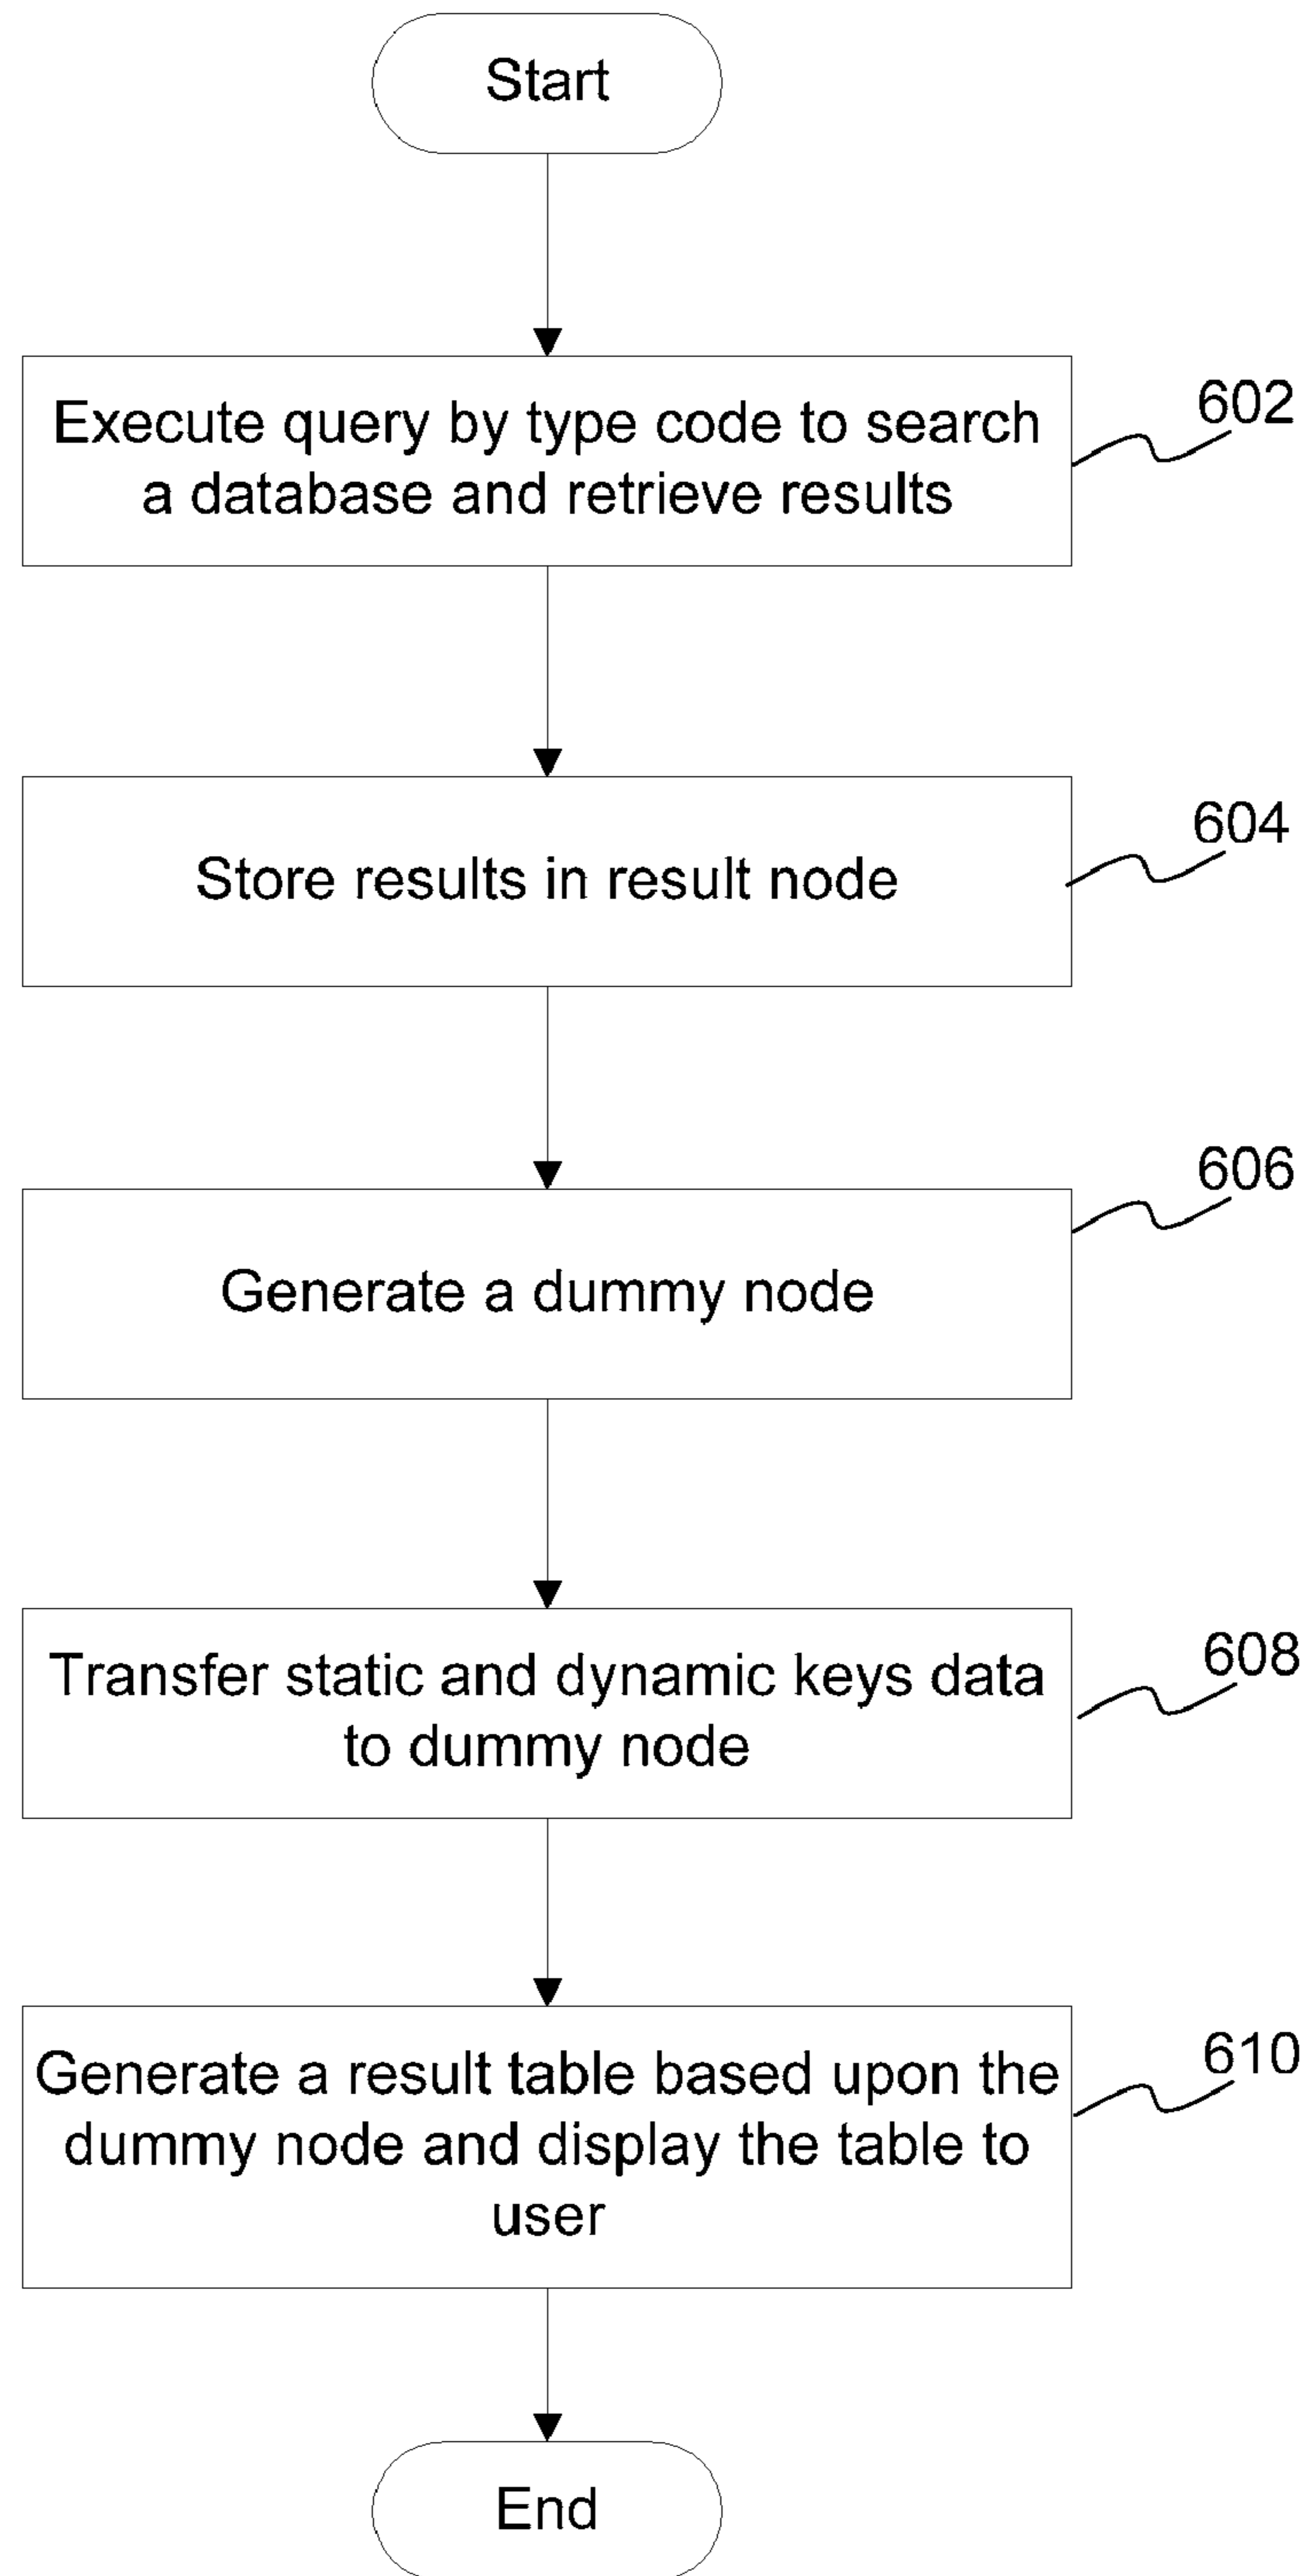 Start
Execute query by type code to search
a database and retrieve results
602
Store results in result node
604
Generate a dummy node
606
Transfer static and dynamic keys data
to dummy node
608
Generate a result table based upon the
dummy node and display the table to
user
610
End